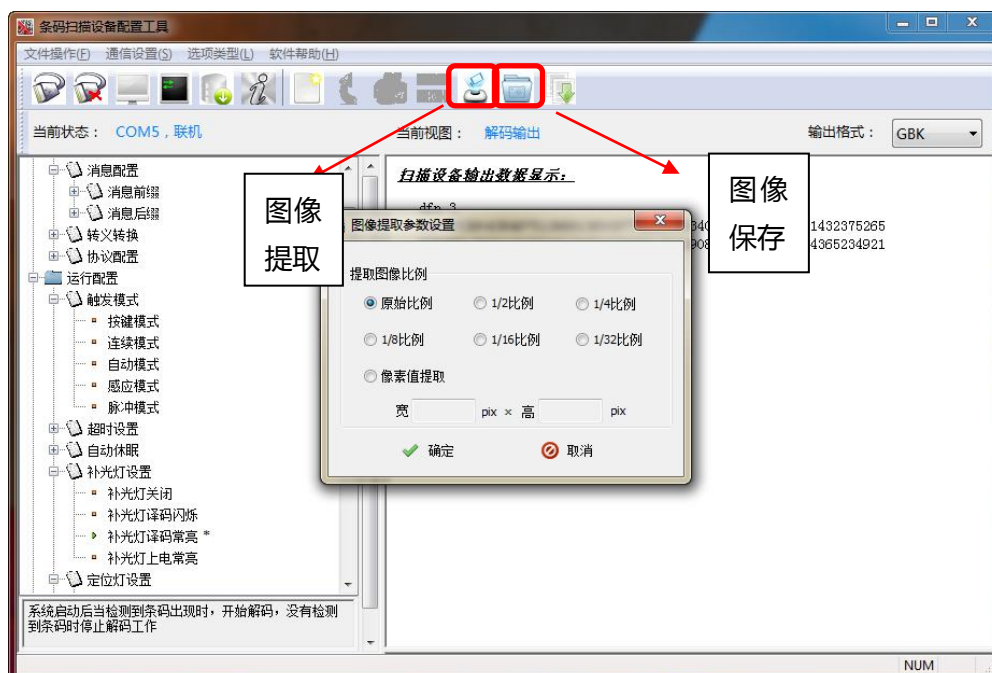 条码扫描设备配置工具
文件操作(F) 通信设置(S) 选项类型(L) 软件帮助(H)
当前状态： COM5，联机
当前视图： 解码输出
输出格式： GBK
消息配置
消息前缀
消息后缀
转义转换
协议配置
运行配置
触发模式
按键模式
连续模式
自动模式
感应模式
脉冲模式
超时设置
自动休眠
补光灯设置
补光灯关闭
补光灯译码闪烁
补光灯译码常亮 *
补光灯上电常亮
定位灯设置
系统启动后当检测到条码出现时，开始解码，没有检测
到条码时停止解码工作
扫描设备输出数据显示：
1432375265
4365234921
图像
提取
图像
保存
图像提取参数设置
提取图像比例
原始比例 1/2比例 1/4比例
1/8比例 1/16比例 1/32比例
像素值提取
宽 pix × 高 pix
确定 取消
NUM